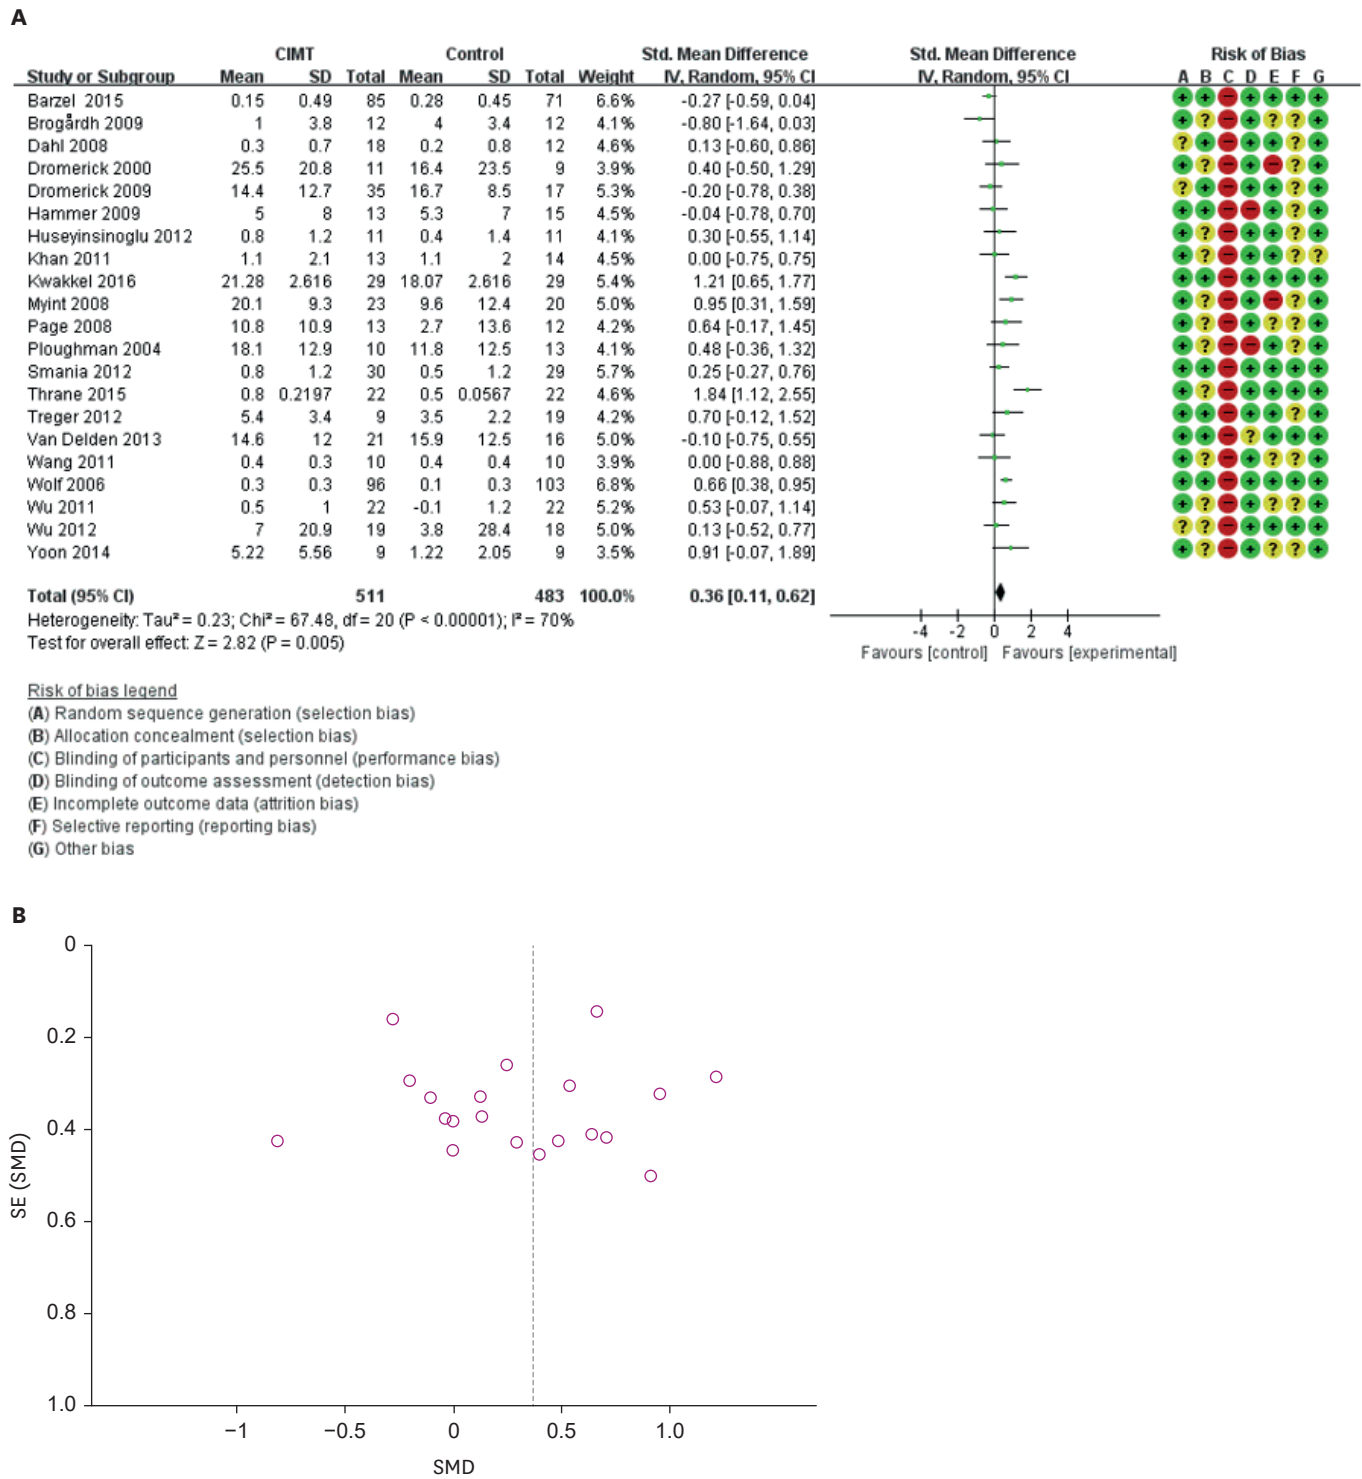 A
CIMT Control Std. Mean Difference Std. Mean Difference Risk of Bias
Study or Subgroup Mean SD Total Mean SD Total Weight IV, Random, 95% CI IV, Random, 95% CI A B C D E F G
Barzel 2015 0.15 0.49 85 0.28 0.45 71 6.6% -0.27 [-0.59, 0.04] + + − + + + +
Brogårdh 2009 1 3.8 12 4 3.4 12 4.1% -0.80 [-1.64, 0.03] + ? − + ? ? +
Dahl 2008 0.3 0.7 18 0.2 0.8 12 4.6% 0.13 [-0.60, 0.86] ? + − + + ? +
Dromerick 2000 25.5 20.8 11 16.4 23.5 9 3.9% 0.40 [-0.50, 1.29] + ? − + − ? +
Dromerick 2009 14.4 12.7 35 16.7 8.5 17 5.3% -0.20 [-0.78, 0.38] ? + − + + ? +
Hammer 2009 5 8 13 5.3 7 15 4.5% -0.04 [-0.78, 0.70] + + − − + ? +
Huseyinsinoglu 2012 0.8 1.2 11 0.4 1.4 11 4.1% 0.30 [-0.55, 1.14] + + − + + ? +
Khan 2011 1.1 2.1 13 1.1 2 14 4.5% 0.00 [-0.75, 0.75] + ? − + + ? ?
Kwakkel 2016 21.28 2.616 29 18.07 2.616 29 5.4% 1.21 [0.65, 1.77] + + − + + + +
Myint 2008 20.1 9.3 23 9.6 12.4 20 5.0% 0.95 [0.31, 1.59] + ? − + − ? +
Page 2008 10.8 10.9 13 2.7 13.6 12 4.2% 0.64 [-0.17, 1.45] + ? − + ? ? +
Ploughman 2004 18.1 12.9 10 11.8 12.5 13 4.1% 0.48 [-0.36, 1.32] + ? − − + ? +
Smania 2012 0.8 1.2 30 0.5 1.2 29 5.7% 0.25 [-0.27, 0.76] + + − + + + +
Thrane 2015 0.8 0.2197 22 0.5 0.0567 22 4.6% 1.84 [1.12, 2.55] + ? − + + + +
Treger 2012 5.4 3.4 9 3.5 2.2 19 4.2% 0.70 [-0.12, 1.52] + + − + + ? +
Van Delden 2013 14.6 12 21 15.9 12.5 16 5.0% -0.10 [-0.75, 0.55] + + − ? + + +
Wang 2011 0.4 0.3 10 0.4 0.4 10 3.9% 0.00 [-0.88, 0.88] + ? − + ? ? +
Wolf 2006 0.3 0.3 96 0.1 0.3 103 6.8% 0.66 [0.38, 0.95] + + − + + + +
Wu 2011 0.5 1 22 -0.1 1.2 22 5.2% 0.53 [-0.07, 1.14] + ? − + ? ? +
Wu 2012 7 20.9 19 3.8 28.4 18 5.0% 0.13 [-0.52, 0.77] ? ? − + + + +
Yoon 2014 5.22 5.56 9 1.22 2.05 9 3.5% 0.91 [-0.07, 1.89] + ? − + ? ? +
Total (95% CI) 511 483 100.0% 0.36 [0.11, 0.62]
Heterogeneity: Tau² = 0.23; Chi² = 67.48, df = 20 (P < 0.00001); I² = 70%
Test for overall effect: Z = 2.82 (P = 0.005)
-4 -2 0 2 4
Favours [control] Favours [experimental]
Risk of bias legend
(A) Random sequence generation (selection bias)
(B) Allocation concealment (selection bias)
(C) Blinding of participants and personnel (performance bias)
(D) Blinding of outcome assessment (detection bias)
(E) Incomplete outcome data (attrition bias)
(F) Selective reporting (reporting bias)
(G) Other bias
B
0
0.2
0.4
0.6
0.8
1.0
SE (SMD)
−1 −0.5 0 0.5 1.0
SMD